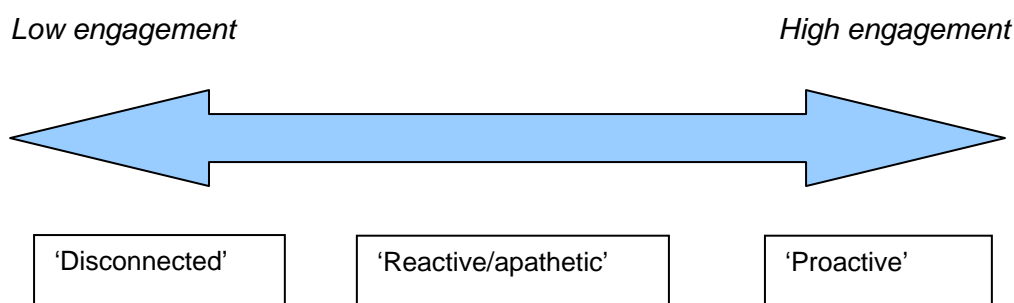 Low engagement
High engagement
‘Disconnected’
‘Reactive/apathetic’
‘Proactive’